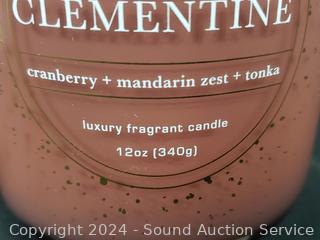 CLEMENTINE
cranberry + mandarin zest + tonka
luxury fragrant candle
12oz (340g)
Copyright © 2024 - Sound Auction Service